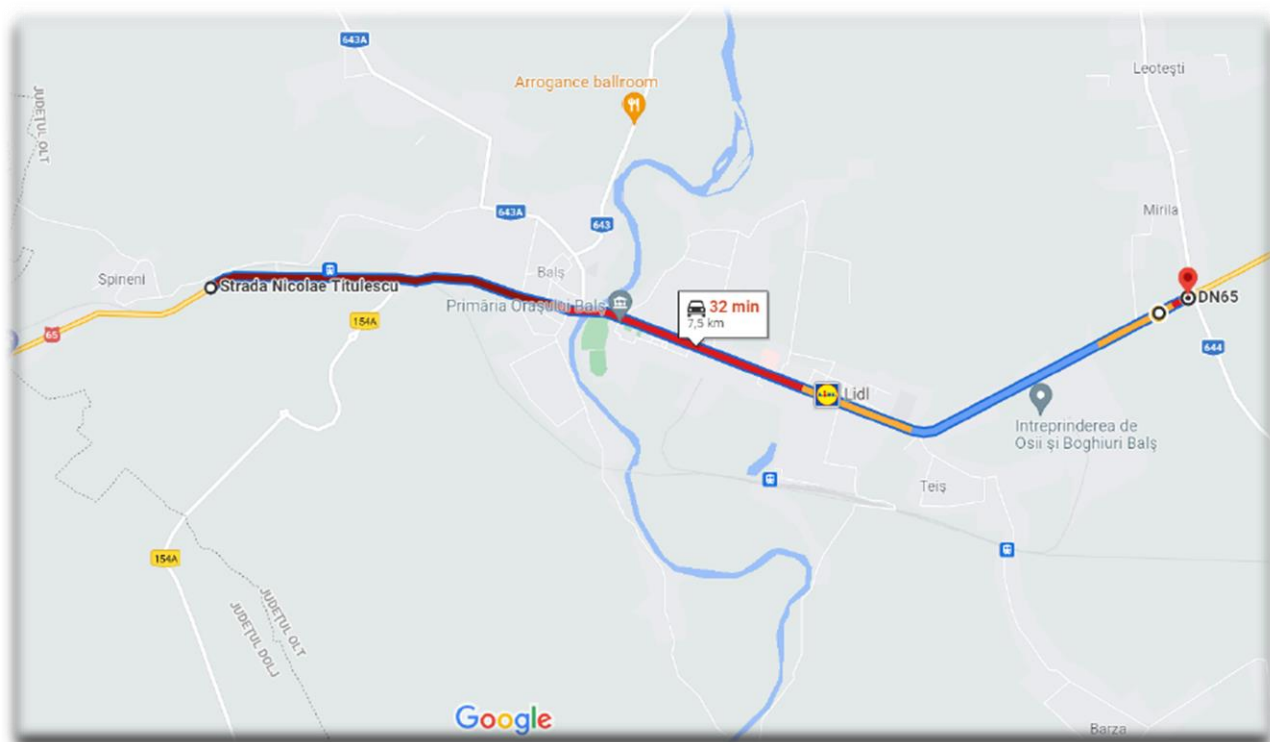 643A
Arrogance ballroom
Leotești
JUDEȚUL OLT
643A
643
Mirila
Spineni
Balș
Strada Nicolae Titulescu
Primăria Orașului Balș
32 min
7,5 km
DN65
65
154A
644
Lidl
Intreprinderea de
Osii și Boghiuri Balș
Teiș
154A
JUDEȚUL OLT
JUDEȚUL DOLJ
Google
Barza